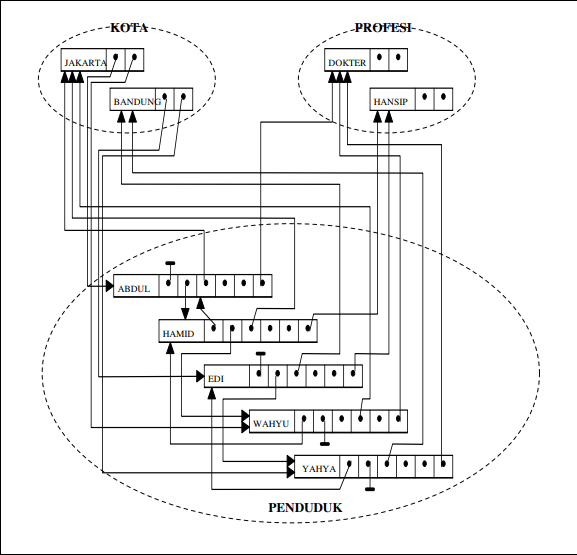 KOTA
PROFESI
JAKARTA
DOKTER
BANDUNG
HANSIP
ABDUL
HAMID
EDI
WAHYU
YAHYA
PENDUDUK